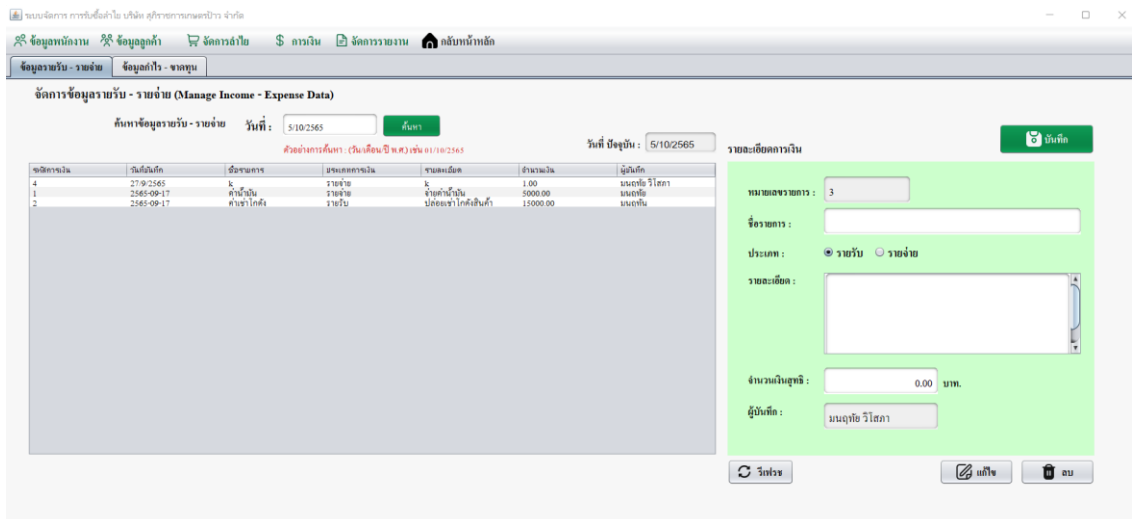 ระบบจัดการ การรับซื้อลำไย บริษัท สุภิราชการเกษตรป้าว จำกัด
ข้อมูลพนักงาน ข้อมูลลูกค้า จัดการลำไย $ การเงิน จัดการรายงาน กลับหน้าหลัก
ข้อมูลรายรับ - รายจ่าย ข้อมูลกำไร - ขาดทุน
จัดการข้อมูลรายรับ - รายจ่าย (Manage Income - Expense Data)
ค้นหาข้อมูลรายรับ - รายจ่าย วันที่ : 5/10/2565 ค้นหา
ตัวอย่างการค้นหา : (วัน/เดือน/ปี พ.ศ.) เช่น 01/10/2565
วันที่ ปัจจุบัน : 5/10/2565
รหัสการเงิน วันที่บันทึก ชื่อรายการ ประเภทการเงิน รายละเอียด จำนวนเงิน ผู้บันทึก
4 27/9/2565 k รายจ่าย k 1.00 มนฤทัย วิโสภา
1 2565-09-17 ค่าน้ำมัน รายจ่าย จ่ายค่าน้ำมัน 5000.00 มนฤทัย
2 2565-09-17 ค่าเช่าโกดัง รายรับ ปล่อยเช่าโกดังสินค้า 15000.00 มนฤทัน
รายละเอียดการเงิน บันทึก
หมายเลขรายการ : 3
ชื่อรายการ :
ประเภท : รายรับ รายจ่าย
รายละเอียด :
จำนวนเงินสุทธิ : 0.00 บาท.
ผู้บันทึก : มนฤทัย วิโสภา
รีเฟรช แก้ไข ลบ